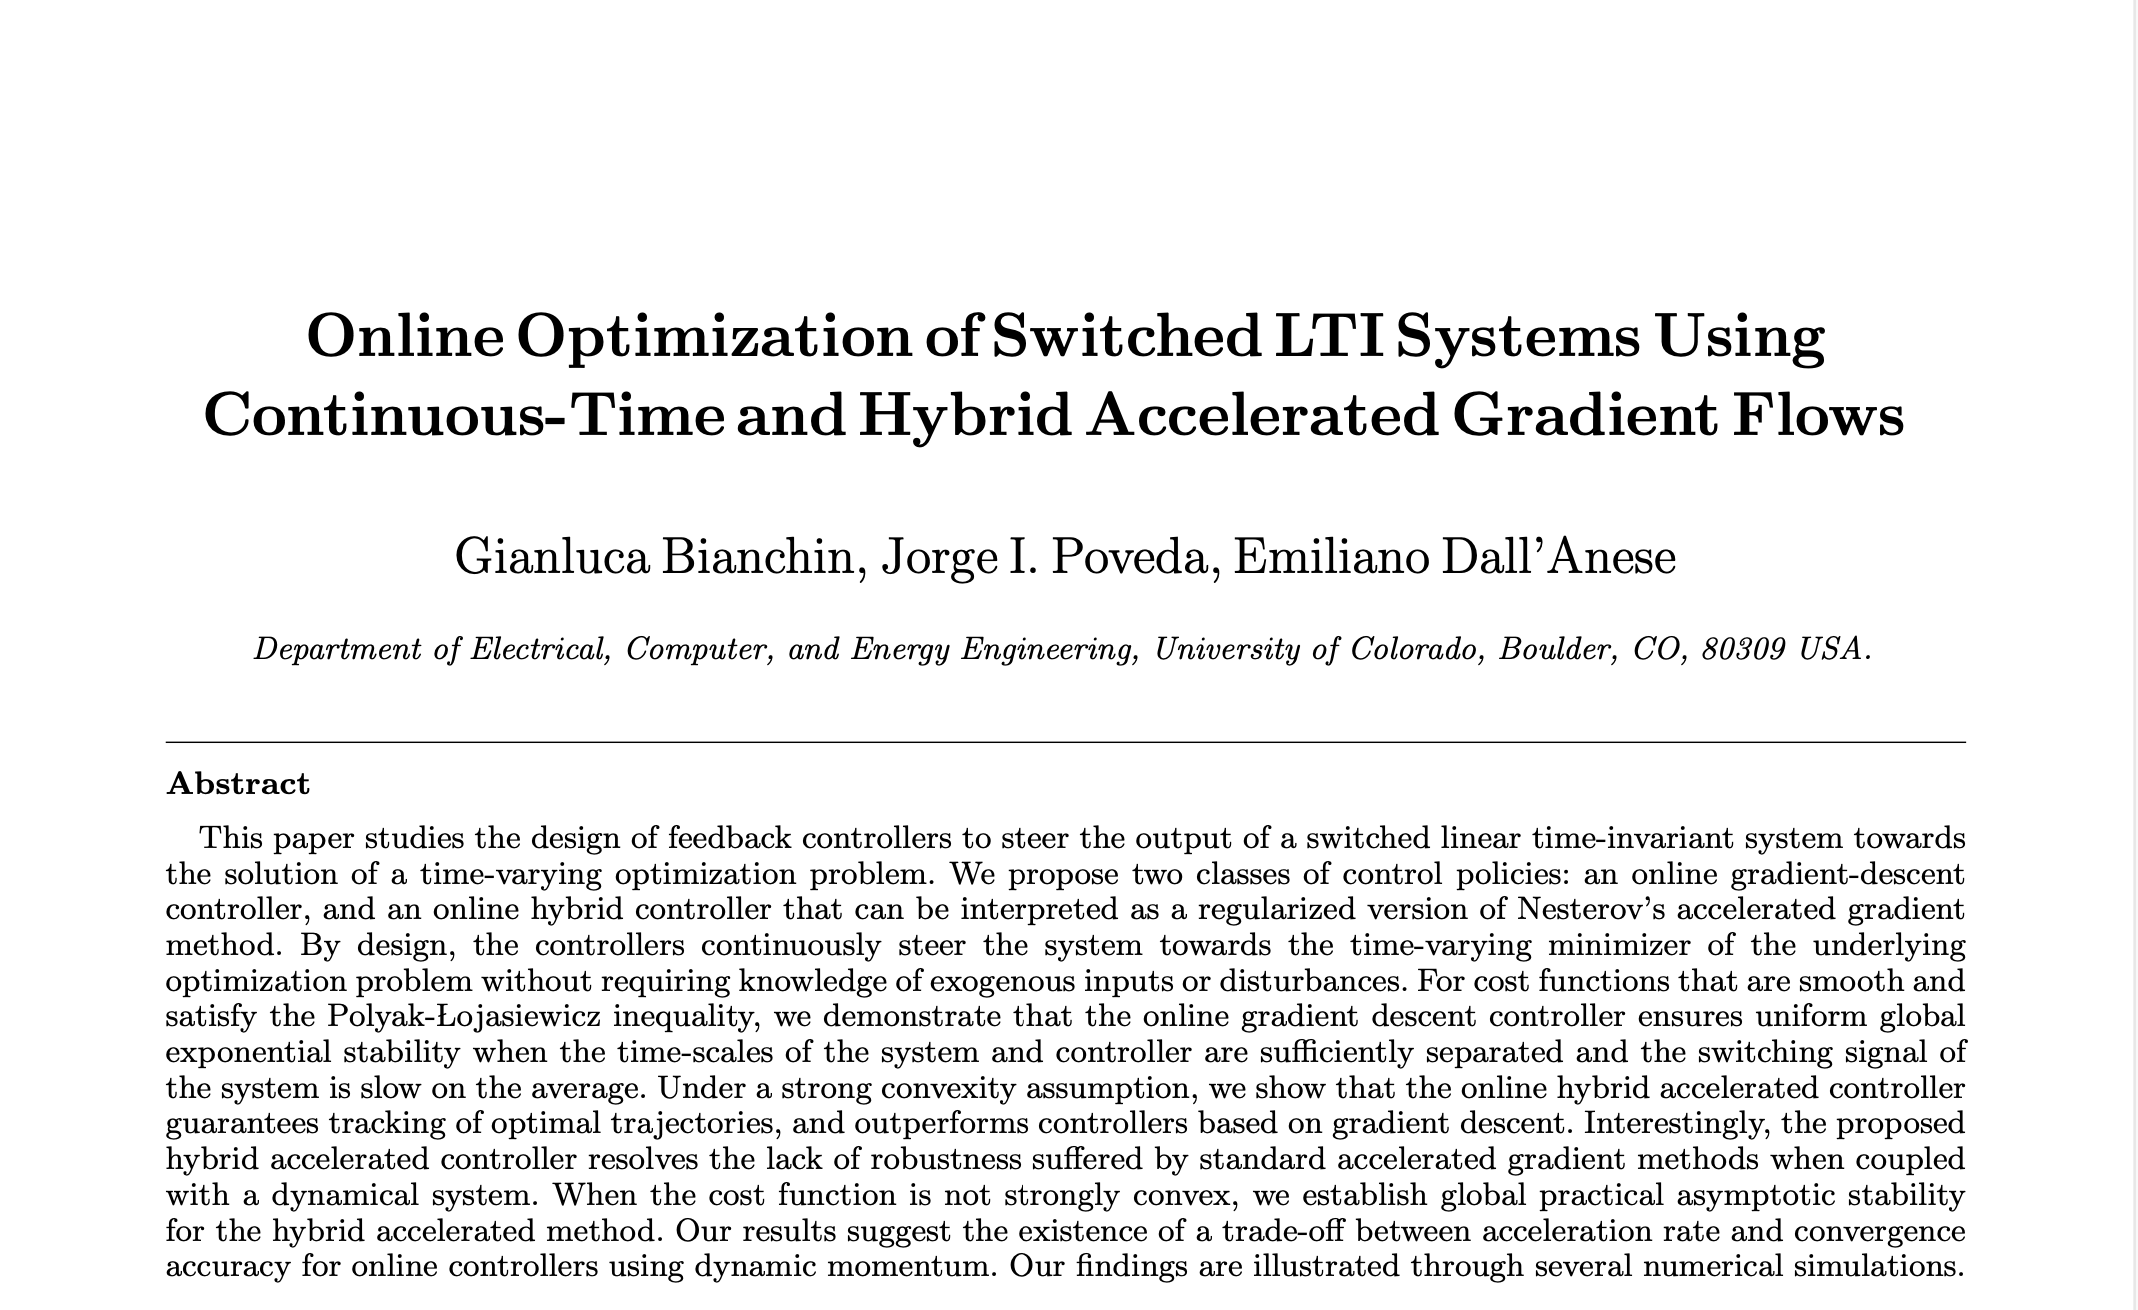 Online Optimization of Switched LTI Systems Using
Continuous-Time and Hybrid Accelerated Gradient Flows
Gianluca Bianchin, Jorge I. Poveda, Emiliano Dall’Anese
Department of Electrical, Computer, and Energy Engineering, University of Colorado, Boulder, CO, 80309 USA.
Abstract
This paper studies the design of feedback controllers to steer the output of a switched linear time-invariant system towards
the solution of a time-varying optimization problem. We propose two classes of control policies: an online gradient-descent
controller, and an online hybrid controller that can be interpreted as a regularized version of Nesterov’s accelerated gradient
method. By design, the controllers continuously steer the system towards the time-varying minimizer of the underlying
optimization problem without requiring knowledge of exogenous inputs or disturbances. For cost functions that are smooth and
satisfy the Polyak-Łojasiewicz inequality, we demonstrate that the online gradient descent controller ensures uniform global
exponential stability when the time-scales of the system and controller are sufficiently separated and the switching signal of
the system is slow on the average. Under a strong convexity assumption, we show that the online hybrid accelerated controller
guarantees tracking of optimal trajectories, and outperforms controllers based on gradient descent. Interestingly, the proposed
hybrid accelerated controller resolves the lack of robustness suffered by standard accelerated gradient methods when coupled
with a dynamical system. When the cost function is not strongly convex, we establish global practical asymptotic stability
for the hybrid accelerated method. Our results suggest the existence of a trade-off between acceleration rate and convergence
accuracy for online controllers using dynamic momentum. Our findings are illustrated through several numerical simulations.